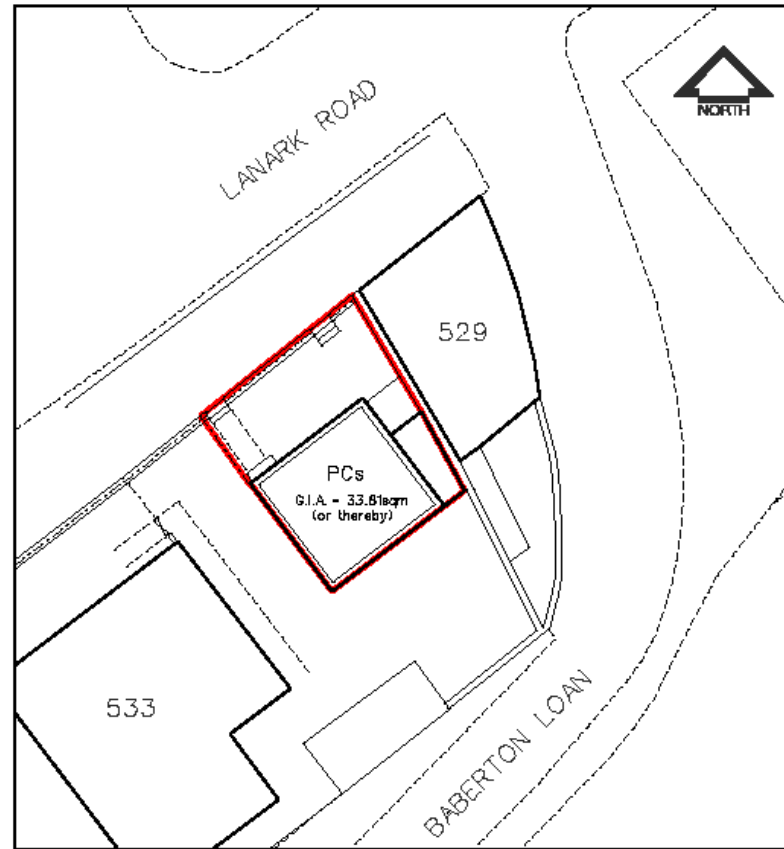 LANARK ROAD
NORTH
529
PCs
G.I.A. - 33.61sqm
(or thereby)
533
BABERTON LOAN